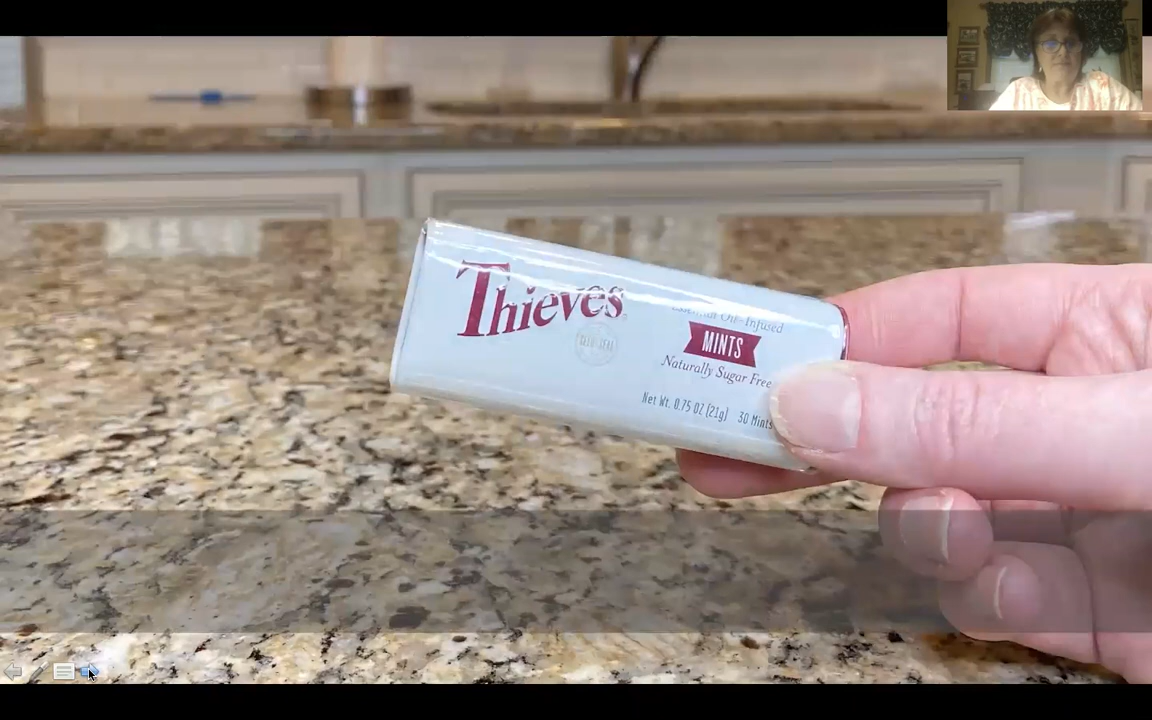 Thieves
Essential Oil-Infused
MINTS
Naturally Sugar Free
Net Wt. 0.75 OZ (21g) 30 Mints